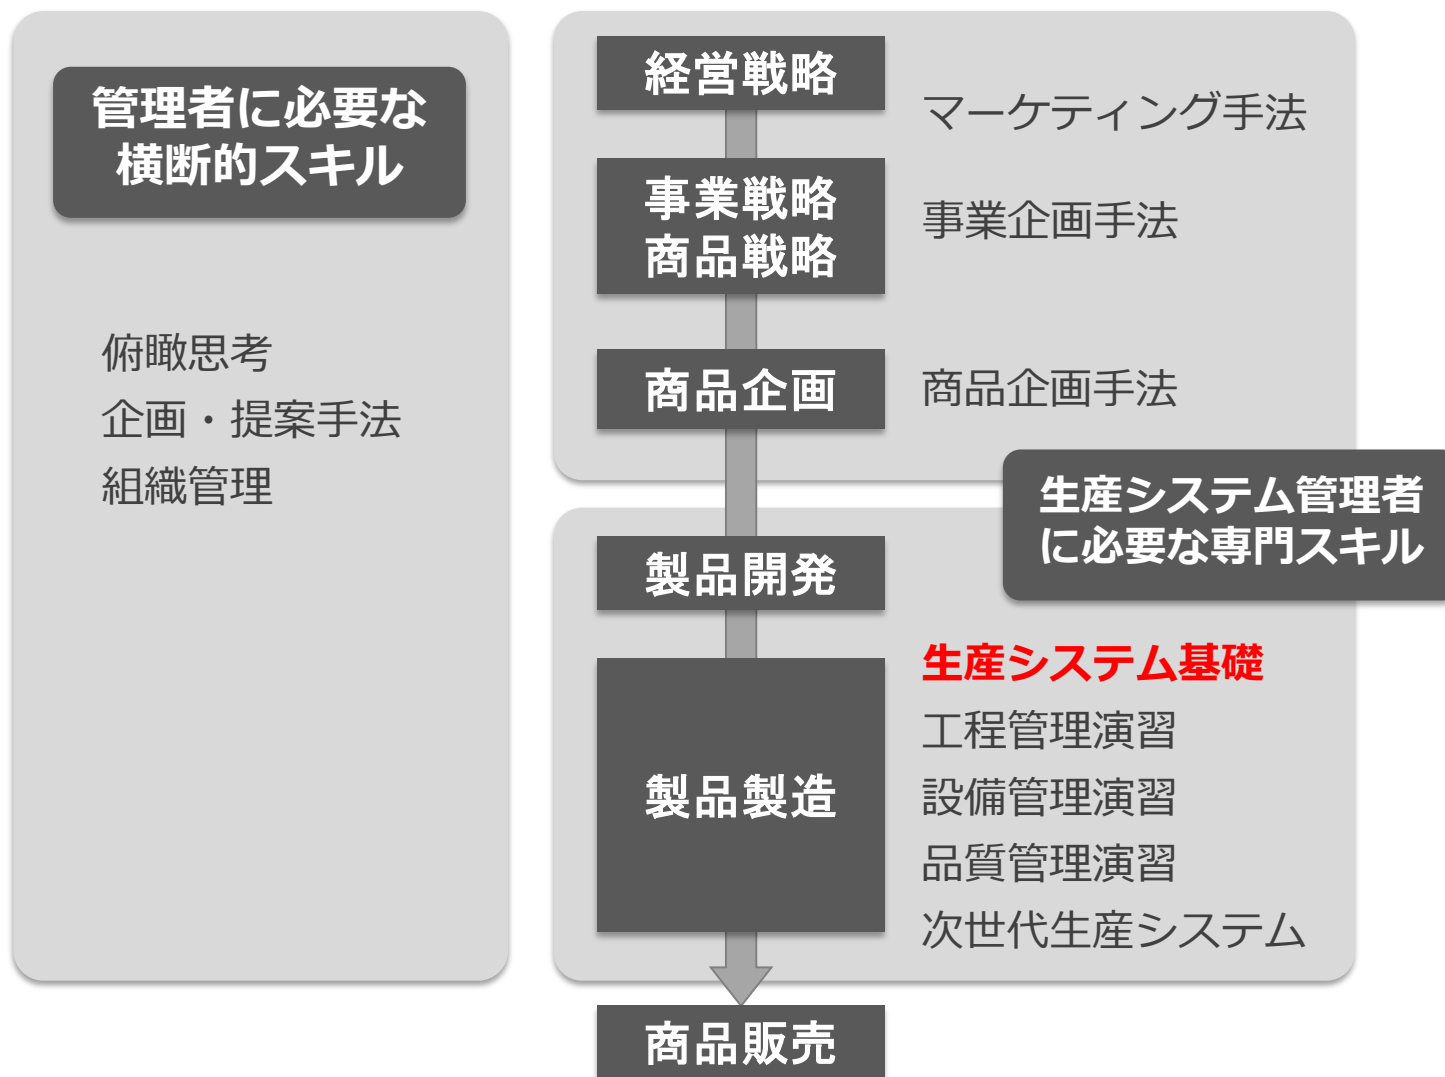 管理者に必要な
横断的スキル
俯瞰思考
企画・提案手法
組織管理
経営戦略
マーケティング手法
事業戦略
商品戦略
事業企画手法
商品企画
商品企画手法
生産システム管理者
に必要な専門スキル
製品開発
製品製造
生産システム基礎
工程管理演習
設備管理演習
品質管理演習
次世代生産システム
商品販売